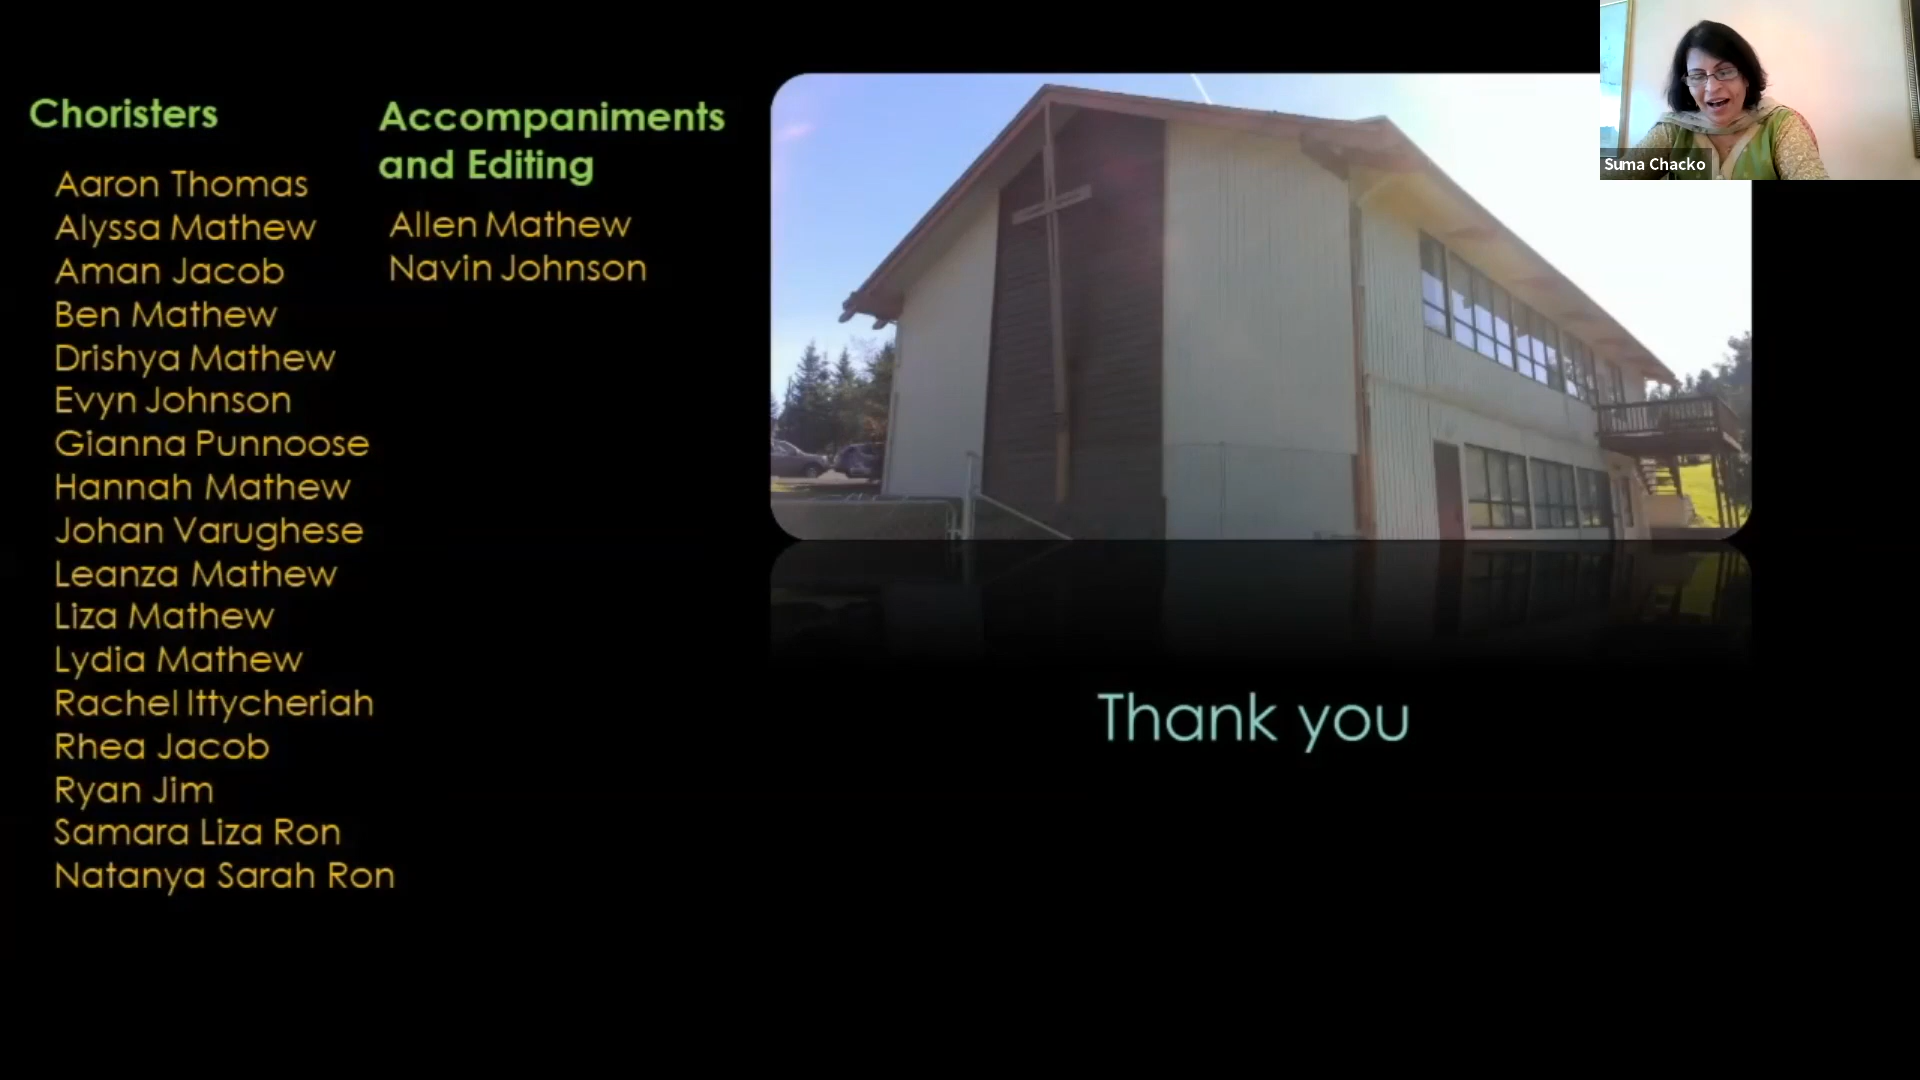 Choristers
Aaron Thomas
Alyssa Mathew
Aman Jacob
Ben Mathew
Drishya Mathew
Evyn Johnson
Gianna Punnoose
Hannah Mathew
Johan Varughese
Leanza Mathew
Liza Mathew
Lydia Mathew
Rachel Ittycheriah
Rhea Jacob
Ryan Jim
Samara Liza Ron
Natanya Sarah Ron
Accompaniments
and Editing
Allen Mathew
Navin Johnson
Thank you
Suma Chacko